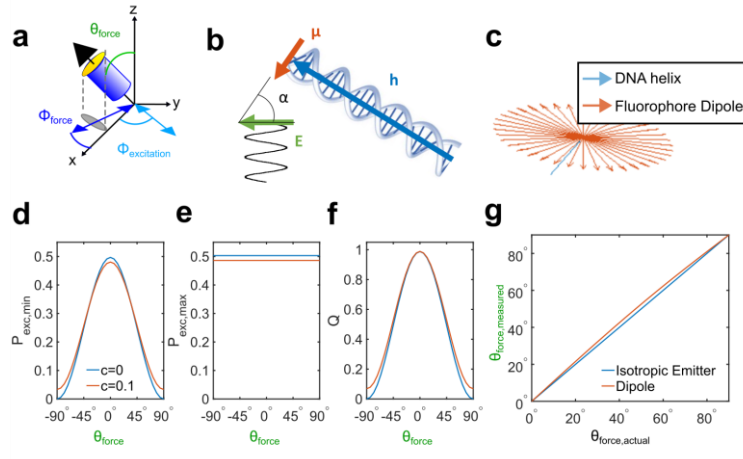 a
z
θforce
y
Φforce
x
Φexcitation
b
μ
h
α
E
c
DNA helix
Fluorophore Dipole
d
Pexc,min
0.5
0.4
0.3
0.2
0.1
0
c=0
c=0.1
-90° -45° 0° 45° 90°
θforce
e
Pexc,max
0.5
0.4
0.3
0.2
0.1
0
-90° -45° 0° 45° 90°
θforce
f
Q
1
0.8
0.6
0.4
0.2
0
-90° -45° 0° 45° 90°
θforce
g
θforce,measured
80°
60°
40°
20°
0°
Isotropic Emitter
Dipole
0° 20° 40° 60° 80°
θforce,actual